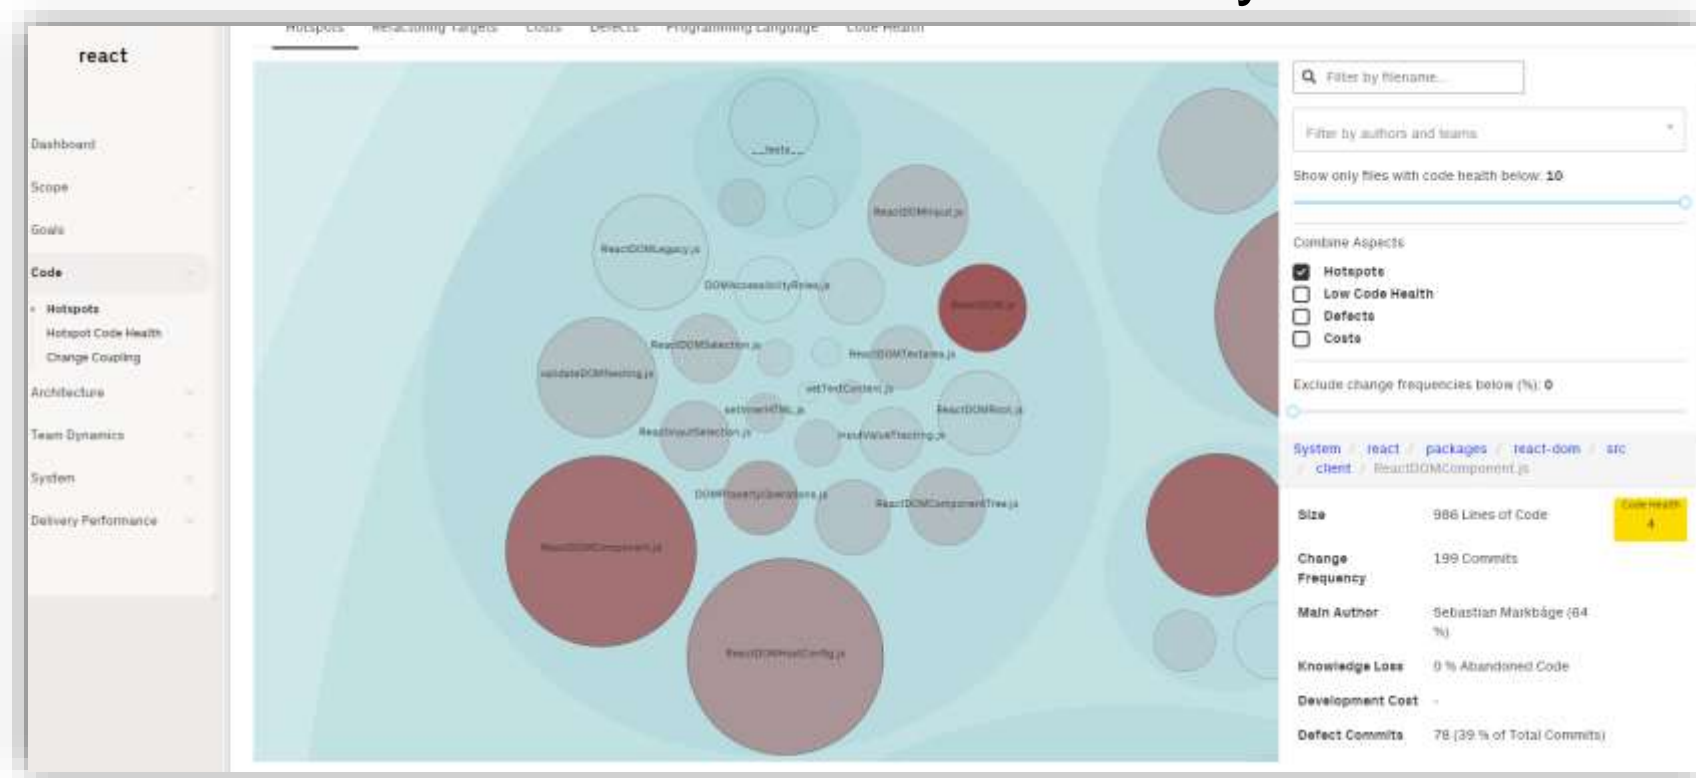 react
Hotspots Refactoring Targets Costs Defects Programming Language Code Health
Dashboard
Scope
Goals
Code
Hotspots
Hotspot Code Health
Change Coupling
Architecture
Team Dynamics
System
Delivery Performance
__tests__
ReactDOMInput.js
ReactDOMLegacy.js
DOMAccessibilityRoles.js
ReactDOM.js
ReactDOMSelection.js
ReactDOMTextarea.js
validateDOMNesting.js
setTextContent.js
setInnerHTML.js
ReactDOMRoot.js
ReactInputSelection.js
inputValueTracking.js
DOMPropertyOperations.js
ReactDOMComponentTree.js
ReactDOMComponent.js
ReactDOMHostConfig.js
Filter by filename...
Filter by authors and teams
Show only files with code health below: 10
Combine Aspects
Hotspots
Low Code Health
Defects
Costs
Exclude change frequencies below (%): 0
System / react / packages / react-dom / src
/ client / ReactDOMComponent.js
Size 986 Lines of Code
Code Health
4
Change 199 Commits
Frequency
Main Author Sebastian Markbåge (64
%)
Knowledge Loss 0 % Abandoned Code
Development Cost -
Defect Commits 78 (39 % of Total Commits)